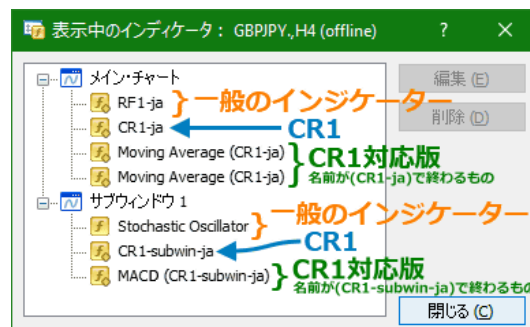 表示中のインディケータ： GBPJPY.,H4 (offline) ? ×
メイン・チャート
編集 (E)
RF1-ja 一般のインジケーター
削除 (D)
CR1-ja CR1
Moving Average (CR1-ja) CR1対応版
Moving Average (CR1-ja) 名前が(CR1-ja)で終わるもの
サブウィンドウ 1
Stochastic Oscillator 一般のインジケーター
CR1-subwin-ja CR1
MACD (CR1-subwin-ja) CR1対応版
名前が(CR1-subwin-ja)で終わるもの
閉じる (C)